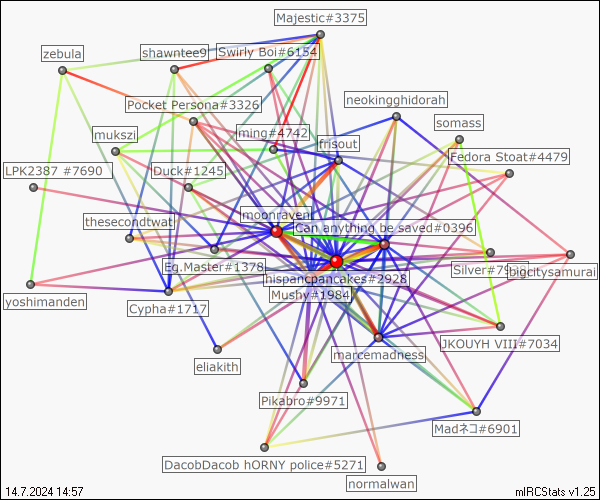 Majestic#3375
zebula
shawntee9
Swirly Boi#6154
Pocket Persona#3326
neokingghidorah
mukszi
ming#4742
frisout
somass
Fedora Stoat#4479
LPK2387 #7690
Duck#1245
thesecondtwat
moonraven
Can anything be saved#0396
Eg.Master#1378
hispancpancakes#2928
Silver#79
bigcitysamurai
yoshimanden
Cypha#1717
Mushy#1984
JKOUYH VIII#7034
eliakith
marcemadness
Pikabro#9971
Madネコ#6901
DacobDacob hORNY police#5271
normalwan
14.7.2024 14:57
mIRCStats v1.25